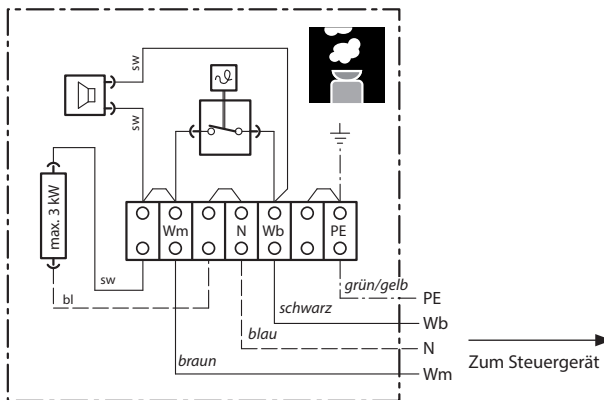 sw
sw
max. 3 kW
Wm
N
Wb
PE
sw
bl
grün/gelb
PE
schwarz
Wb
blau
N
braun
Wm
Zum Steuergerät